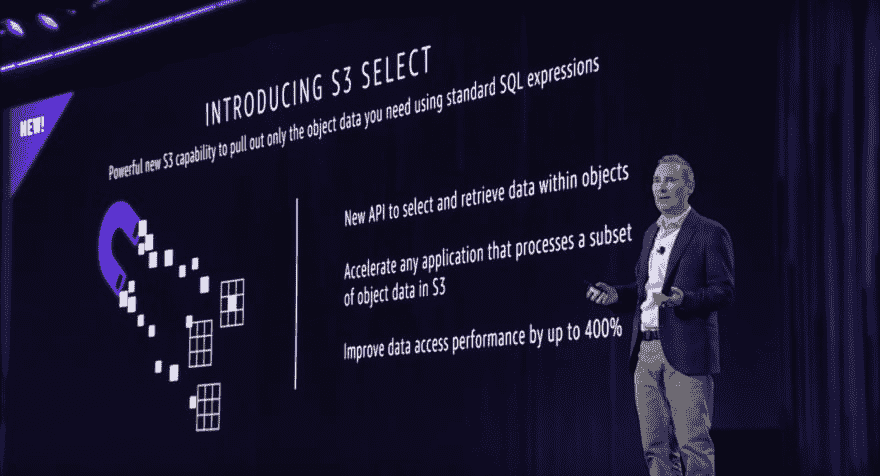 NEW!
INTRODUCING S3 SELECT
Powerful new S3 capability to pull out only the object data you need using standard SQL expressions
New API to select and retrieve data within objects
Accelerate any application that processes a subset
of object data in S3
Improve data access performance by up to 400%